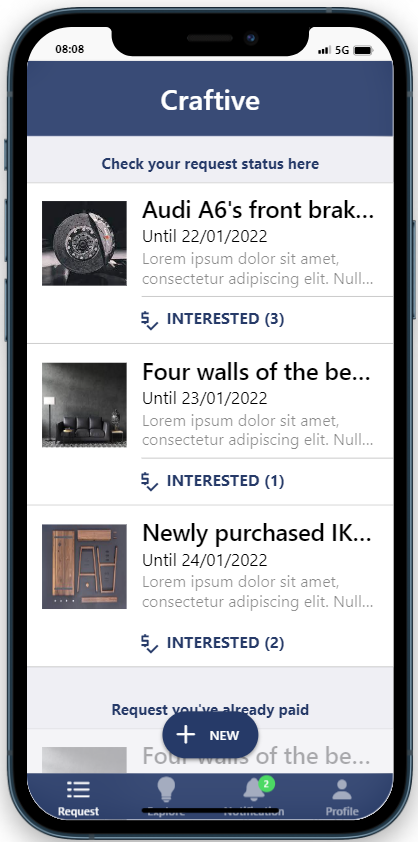 08:08
5G
Craftive
Check your request status here
Audi A6's front brak...
Until 22/01/2022
Lorem ipsum dolor sit amet,
consectetur adipiscing elit. Null...
INTERESTED (3)
Four walls of the be...
Until 23/01/2022
Lorem ipsum dolor sit amet,
consectetur adipiscing elit. Null...
INTERESTED (1)
Newly purchased IK...
Until 24/01/2022
Lorem ipsum dolor sit amet,
consectetur adipiscing elit. Null...
INTERESTED (2)
Request you've already paid
+ NEW
Four walls of the be...
2
Request Explore Notification Profile